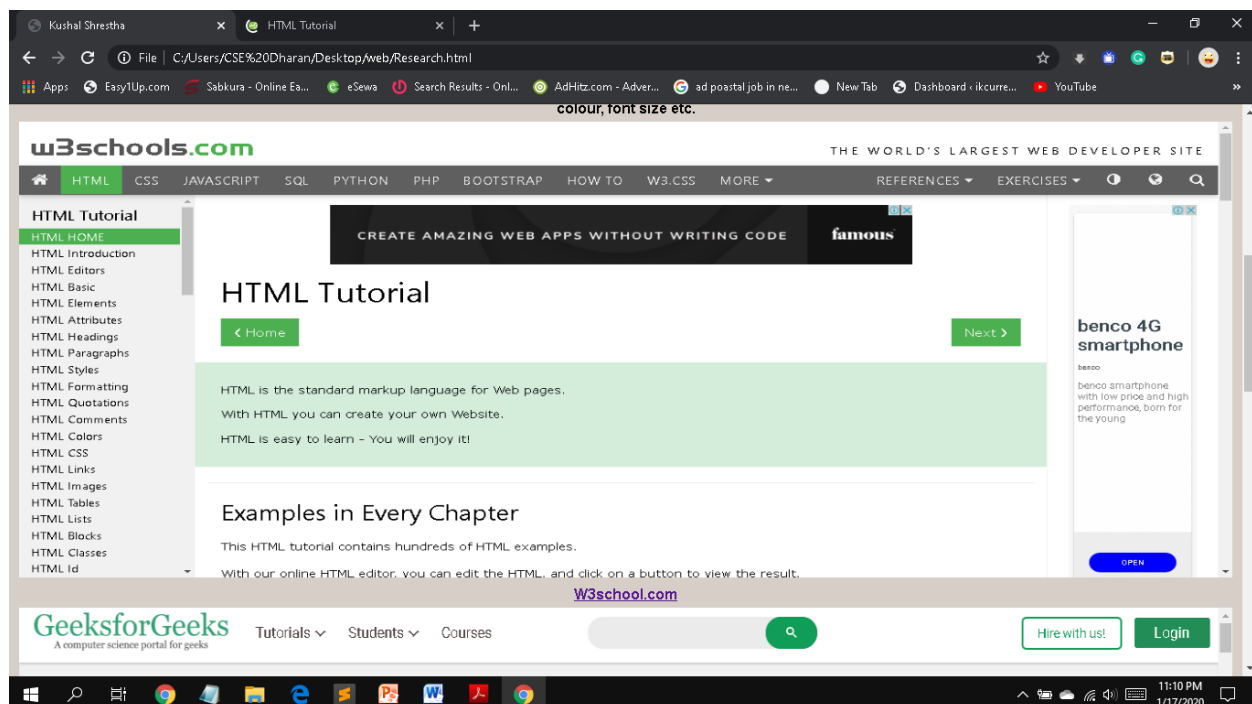 Kushal Shrestha
HTML Tutorial
File | C:/Users/CSE%20Dharan/Desktop/web/Research.html
Apps Easy1Up.com Sabkura - Online Ea... eSewa Search Results - Onl... AdHitz.com - Adver... ad poastal job in ne... New Tab Dashboard ‹ ikcurre... YouTube »
colour, font size etc.
w3schools.com
THE WORLD'S LARGEST WEB DEVELOPER SITE
HTML CSS JAVASCRIPT SQL PYTHON PHP BOOTSTRAP HOW TO W3.CSS MORE REFERENCES EXERCISES
HTML Tutorial
HTML HOME
HTML Introduction
HTML Editors
HTML Basic
HTML Elements
HTML Attributes
HTML Headings
HTML Paragraphs
HTML Styles
HTML Formatting
HTML Quotations
HTML Comments
HTML Colors
HTML CSS
HTML Links
HTML Images
HTML Tables
HTML Lists
HTML Blocks
HTML Classes
HTML Id
CREATE AMAZING WEB APPS WITHOUT WRITING CODE famous
HTML Tutorial
❮ Home
Next ❯
HTML is the standard markup language for Web pages.
With HTML you can create your own Website.
HTML is easy to learn - You will enjoy it!
Examples in Every Chapter
This HTML tutorial contains hundreds of HTML examples.
With our online HTML editor, you can edit the HTML, and click on a button to view the result.
benco 4G
smartphone
benco
benco smartphone
with low price and high
performance, born for
the young
OPEN
W3school.com
GeeksforGeeks
A computer science portal for geeks
Tutorials Students Courses
Hire with us!
Login
11:10 PM
1/17/2020